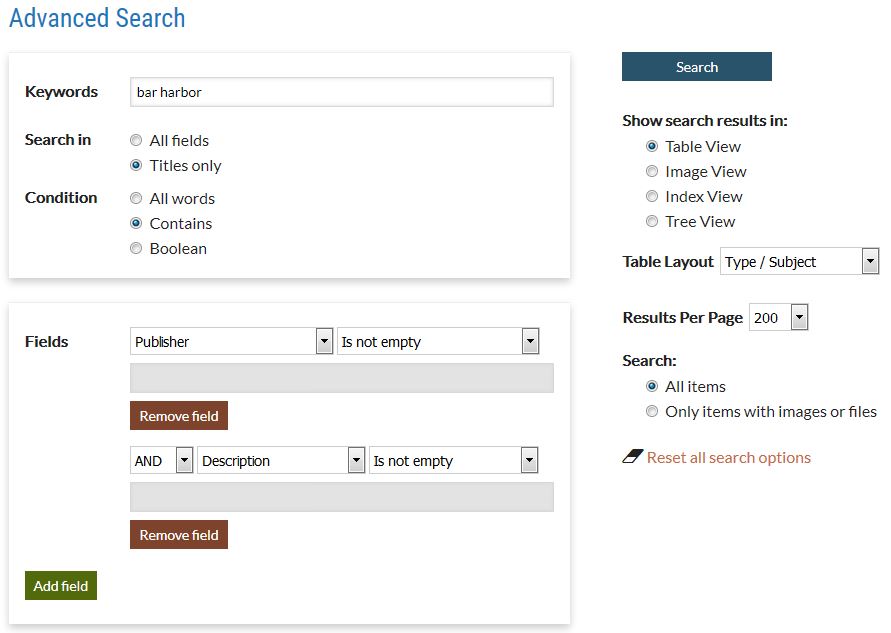 Advanced Search
Keywords bar harbor
Search in All fields
Titles only
Condition All words
Contains
Boolean
Fields Publisher Is not empty
Remove field
AND Description Is not empty
Remove field
Add field
Search
Show search results in:
Table View
Image View
Index View
Tree View
Table Layout Type / Subject
Results Per Page 200
Search:
All items
Only items with images or files
Reset all search options